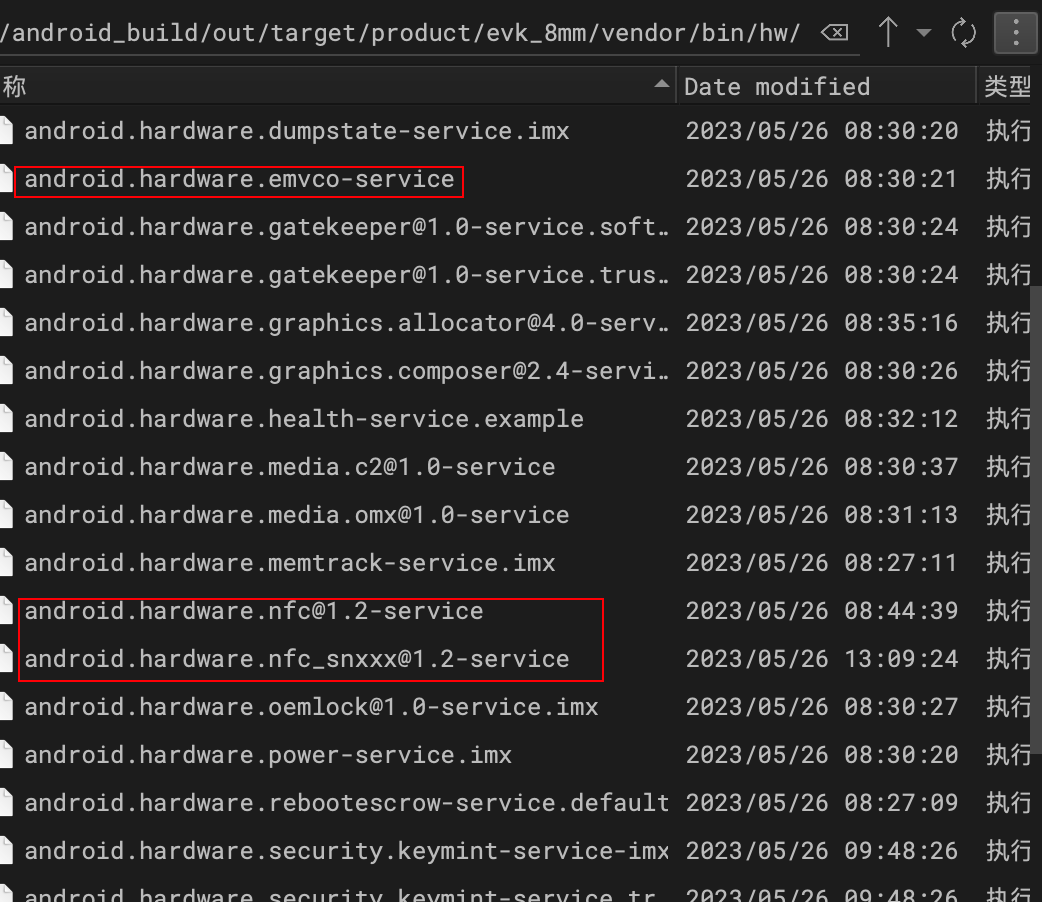 /android_build/out/target/product/evk_8mm/vendor/bin/hw/
称 Date modified 类型
android.hardware.dumpstate-service.imx 2023/05/26 08:30:20 执行
android.hardware.emvco-service 2023/05/26 08:30:21 执行
android.hardware.gatekeeper@1.0-service.soft… 2023/05/26 08:30:24 执行
android.hardware.gatekeeper@1.0-service.trus… 2023/05/26 08:30:24 执行
android.hardware.graphics.allocator@4.0-serv… 2023/05/26 08:35:16 执行
android.hardware.graphics.composer@2.4-servi… 2023/05/26 08:30:26 执行
android.hardware.health-service.example 2023/05/26 08:32:12 执行
android.hardware.media.c2@1.0-service 2023/05/26 08:30:37 执行
android.hardware.media.omx@1.0-service 2023/05/26 08:31:13 执行
android.hardware.memtrack-service.imx 2023/05/26 08:27:11 执行
android.hardware.nfc@1.2-service 2023/05/26 08:44:39 执行
android.hardware.nfc_snxxx@1.2-service 2023/05/26 13:09:24 执行
android.hardware.oemlock@1.0-service.imx 2023/05/26 08:30:27 执行
android.hardware.power-service.imx 2023/05/26 08:30:20 执行
android.hardware.rebootescrow-service.default 2023/05/26 08:27:09 执行
android.hardware.security.keymint-service-imx 2023/05/26 09:48:26 执行
android.hardware.security.keymint-service.tr… 2023/05/26 09:48:26 执行